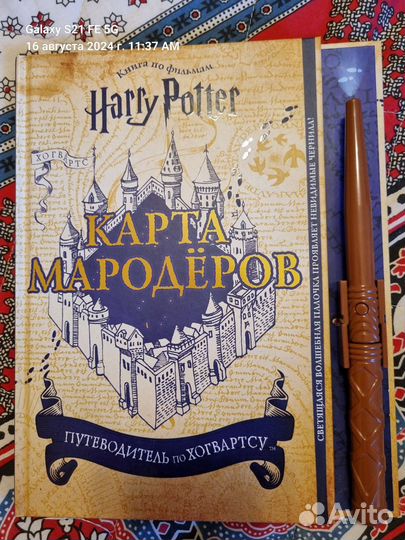 Galaxy S21 FE 5G
16 августа 2024 г. 11:37 AM
Книга по фильмам
Harry Potter
ХОГВАРТС
КАРТА
МАРОДЁРОВ
ПУТЕВОДИТЕЛЬ ПО ХОГВАРТСУ™
СВЕТЯЩАЯСЯ ВОЛШЕБНАЯ ПАЛОЧКА ПРОЯВЛЯЕТ НЕВИДИМЫЕ ЧЕРНИЛА!
Avito